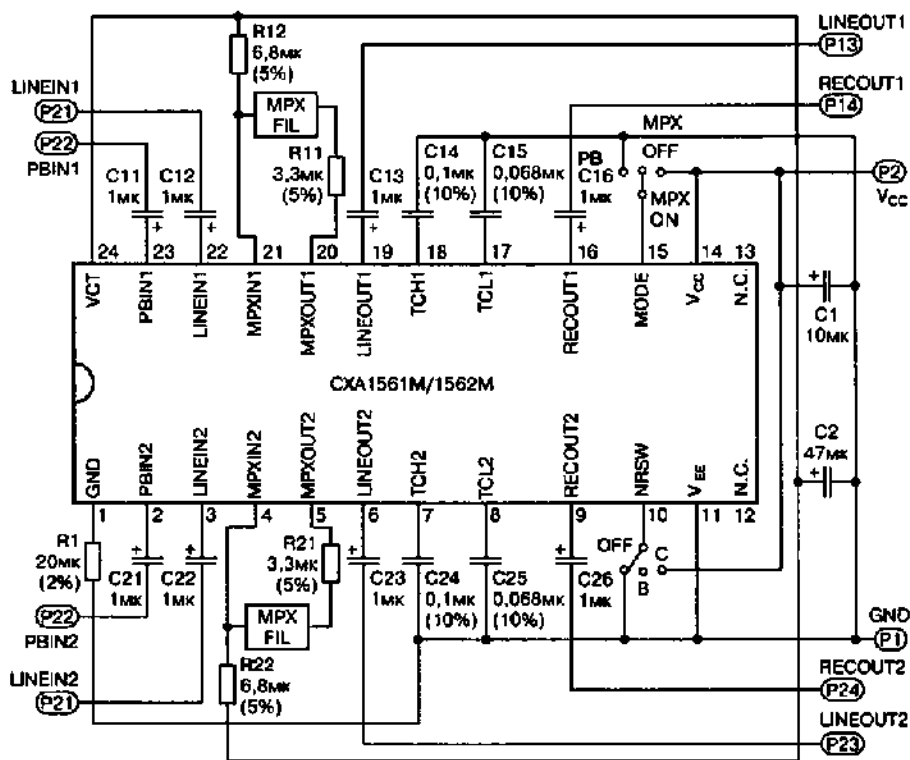 R12
6,8мк
(5%)
LINEOUT1
P13
RECOUT1
P14
LINEIN1
P21
P22
PBIN1
MPX
FIL
R11
3,3мк
(5%)
C11
1мк
C12
1мк
C13
1мк
C14
0,1мк
(10%)
C15
0,068мк
(10%)
PB
C16
1мк
MPX
OFF
MPX
ON
P2
Vcc
24 23 22 21 20 19 18 17 16 15 14 13
VCT
PBIN1
LINEIN1
MPXIN1
MPXOUT1
LINEOUT1
TCH1
TCL1
RECOUT1
MODE
Vcc
N.C.
+
C1
10мк
CXA1561M/1562M
+
C2
47мк
GND
PBIN2
LINEIN2
MPXIN2
MPXOUT2
LINEOUT2
TCH2
TCL2
RECOUT2
NRSW
VEE
N.C.
1 2 3 4 5 6 7 8 9 10 11 12
R1
20мк
(2%)
C21
1мк
C22
1мк
R21
3,3мк
(5%)
MPX
FIL
C23
1мк
C24
0,1мк
(10%)
C25
0,068мк
(10%)
C26
1мк
OFF
B
C
P22
PBIN2
LINEIN2
P21
R22
6,8мк
(5%)
GND
P1
RECOUT2
P24
LINEOUT2
P23